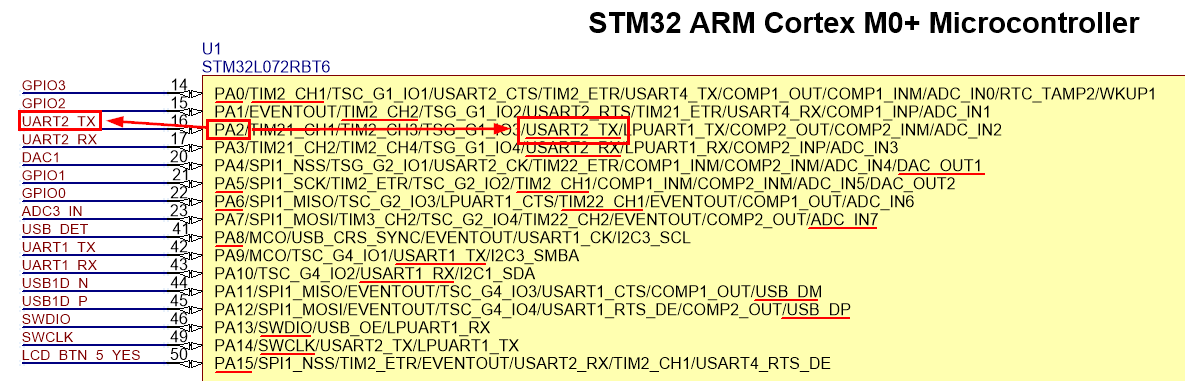 STM32 ARM Cortex M0+ Microcontroller
U1
STM32L072RBT6
GPIO3 14 PA0/TIM2_CH1/TSC_G1_IO1/USART2_CTS/TIM2_ETR/USART4_TX/COMP1_OUT/COMP1_INM/ADC_IN0/RTC_TAMP2/WKUP1
GPIO2 15 PA1/EVENTOUT/TIM2_CH2/TSG_G1_IO2/USART2_RTS/TIM21_ETR/USART4_RX/COMP1_INP/ADC_IN1
UART2_TX 16 PA2/TIM21_CH1/TIM2_CH3/TSG_G1_IO3/USART2_TX/LPUART1_TX/COMP2_OUT/COMP2_INM/ADC_IN2
UART2_RX 17 PA3/TIM21_CH2/TIM2_CH4/TSG_G1_IO4/USART2_RX/LPUART1_RX/COMP2_INP/ADC_IN3
DAC1 20 PA4/SPI1_NSS/TSG_G2_IO1/USART2_CK/TIM22_ETR/COMP1_INM/COMP2_INM/ADC_IN4/DAC_OUT1
GPIO1 21 PA5/SPI1_SCK/TIM2_ETR/TSC_G2_IO2/TIM2_CH1/COMP1_INM/COMP2_INM/ADC_IN5/DAC_OUT2
GPIO0 22 PA6/SPI1_MISO/TSC_G2_IO3/LPUART1_CTS/TIM22_CH1/EVENTOUT/COMP1_OUT/ADC_IN6
ADC3_IN 23 PA7/SPI1_MOSI/TIM3_CH2/TSC_G2_IO4/TIM22_CH2/EVENTOUT/COMP2_OUT/ADC_IN7
USB_DET 41 PA8/MCO/USB_CRS_SYNC/EVENTOUT/USART1_CK/I2C3_SCL
UART1_TX 42 PA9/MCO/TSC_G4_IO1/USART1_TX/I2C3_SMBA
UART1_RX 43 PA10/TSC_G4_IO2/USART1_RX/I2C1_SDA
USB1D_N 44 PA11/SPI1_MISO/EVENTOUT/TSC_G4_IO3/USART1_CTS/COMP1_OUT/USB_DM
USB1D_P 45 PA12/SPI1_MOSI/EVENTOUT/TSC_G4_IO4/USART1_RTS_DE/COMP2_OUT/USB_DP
SWDIO 46 PA13/SWDIO/USB_OE/LPUART1_RX
SWCLK 49 PA14/SWCLK/USART2_TX/LPUART1_TX
LCD_BTN_5_YES 50 PA15/SPI1_NSS/TIM2_ETR/EVENTOUT/USART2_RX/TIM2_CH1/USART4_RTS_DE